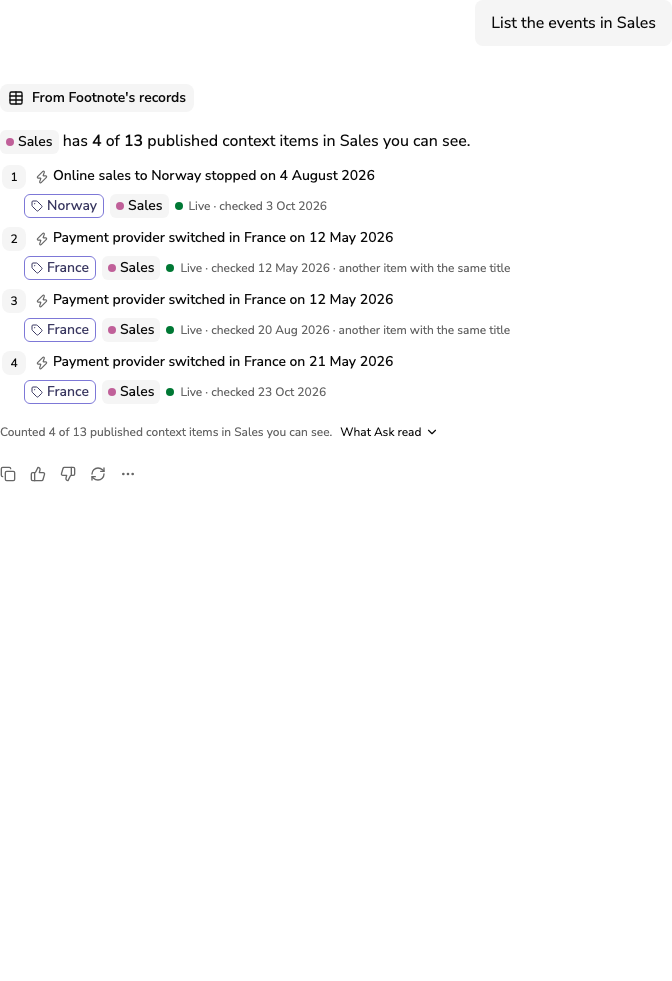 List the events in Sales
From Footnote's records
Sales has 4 of 13 published context items in Sales you can see.
1 Online sales to Norway stopped on 4 August 2026
Norway Sales Live · checked 3 Oct 2026
2 Payment provider switched in France on 12 May 2026
France Sales Live · checked 12 May 2026 · another item with the same title
3 Payment provider switched in France on 12 May 2026
France Sales Live · checked 20 Aug 2026 · another item with the same title
4 Payment provider switched in France on 21 May 2026
France Sales Live · checked 23 Oct 2026
Counted 4 of 13 published context items in Sales you can see. What Ask read